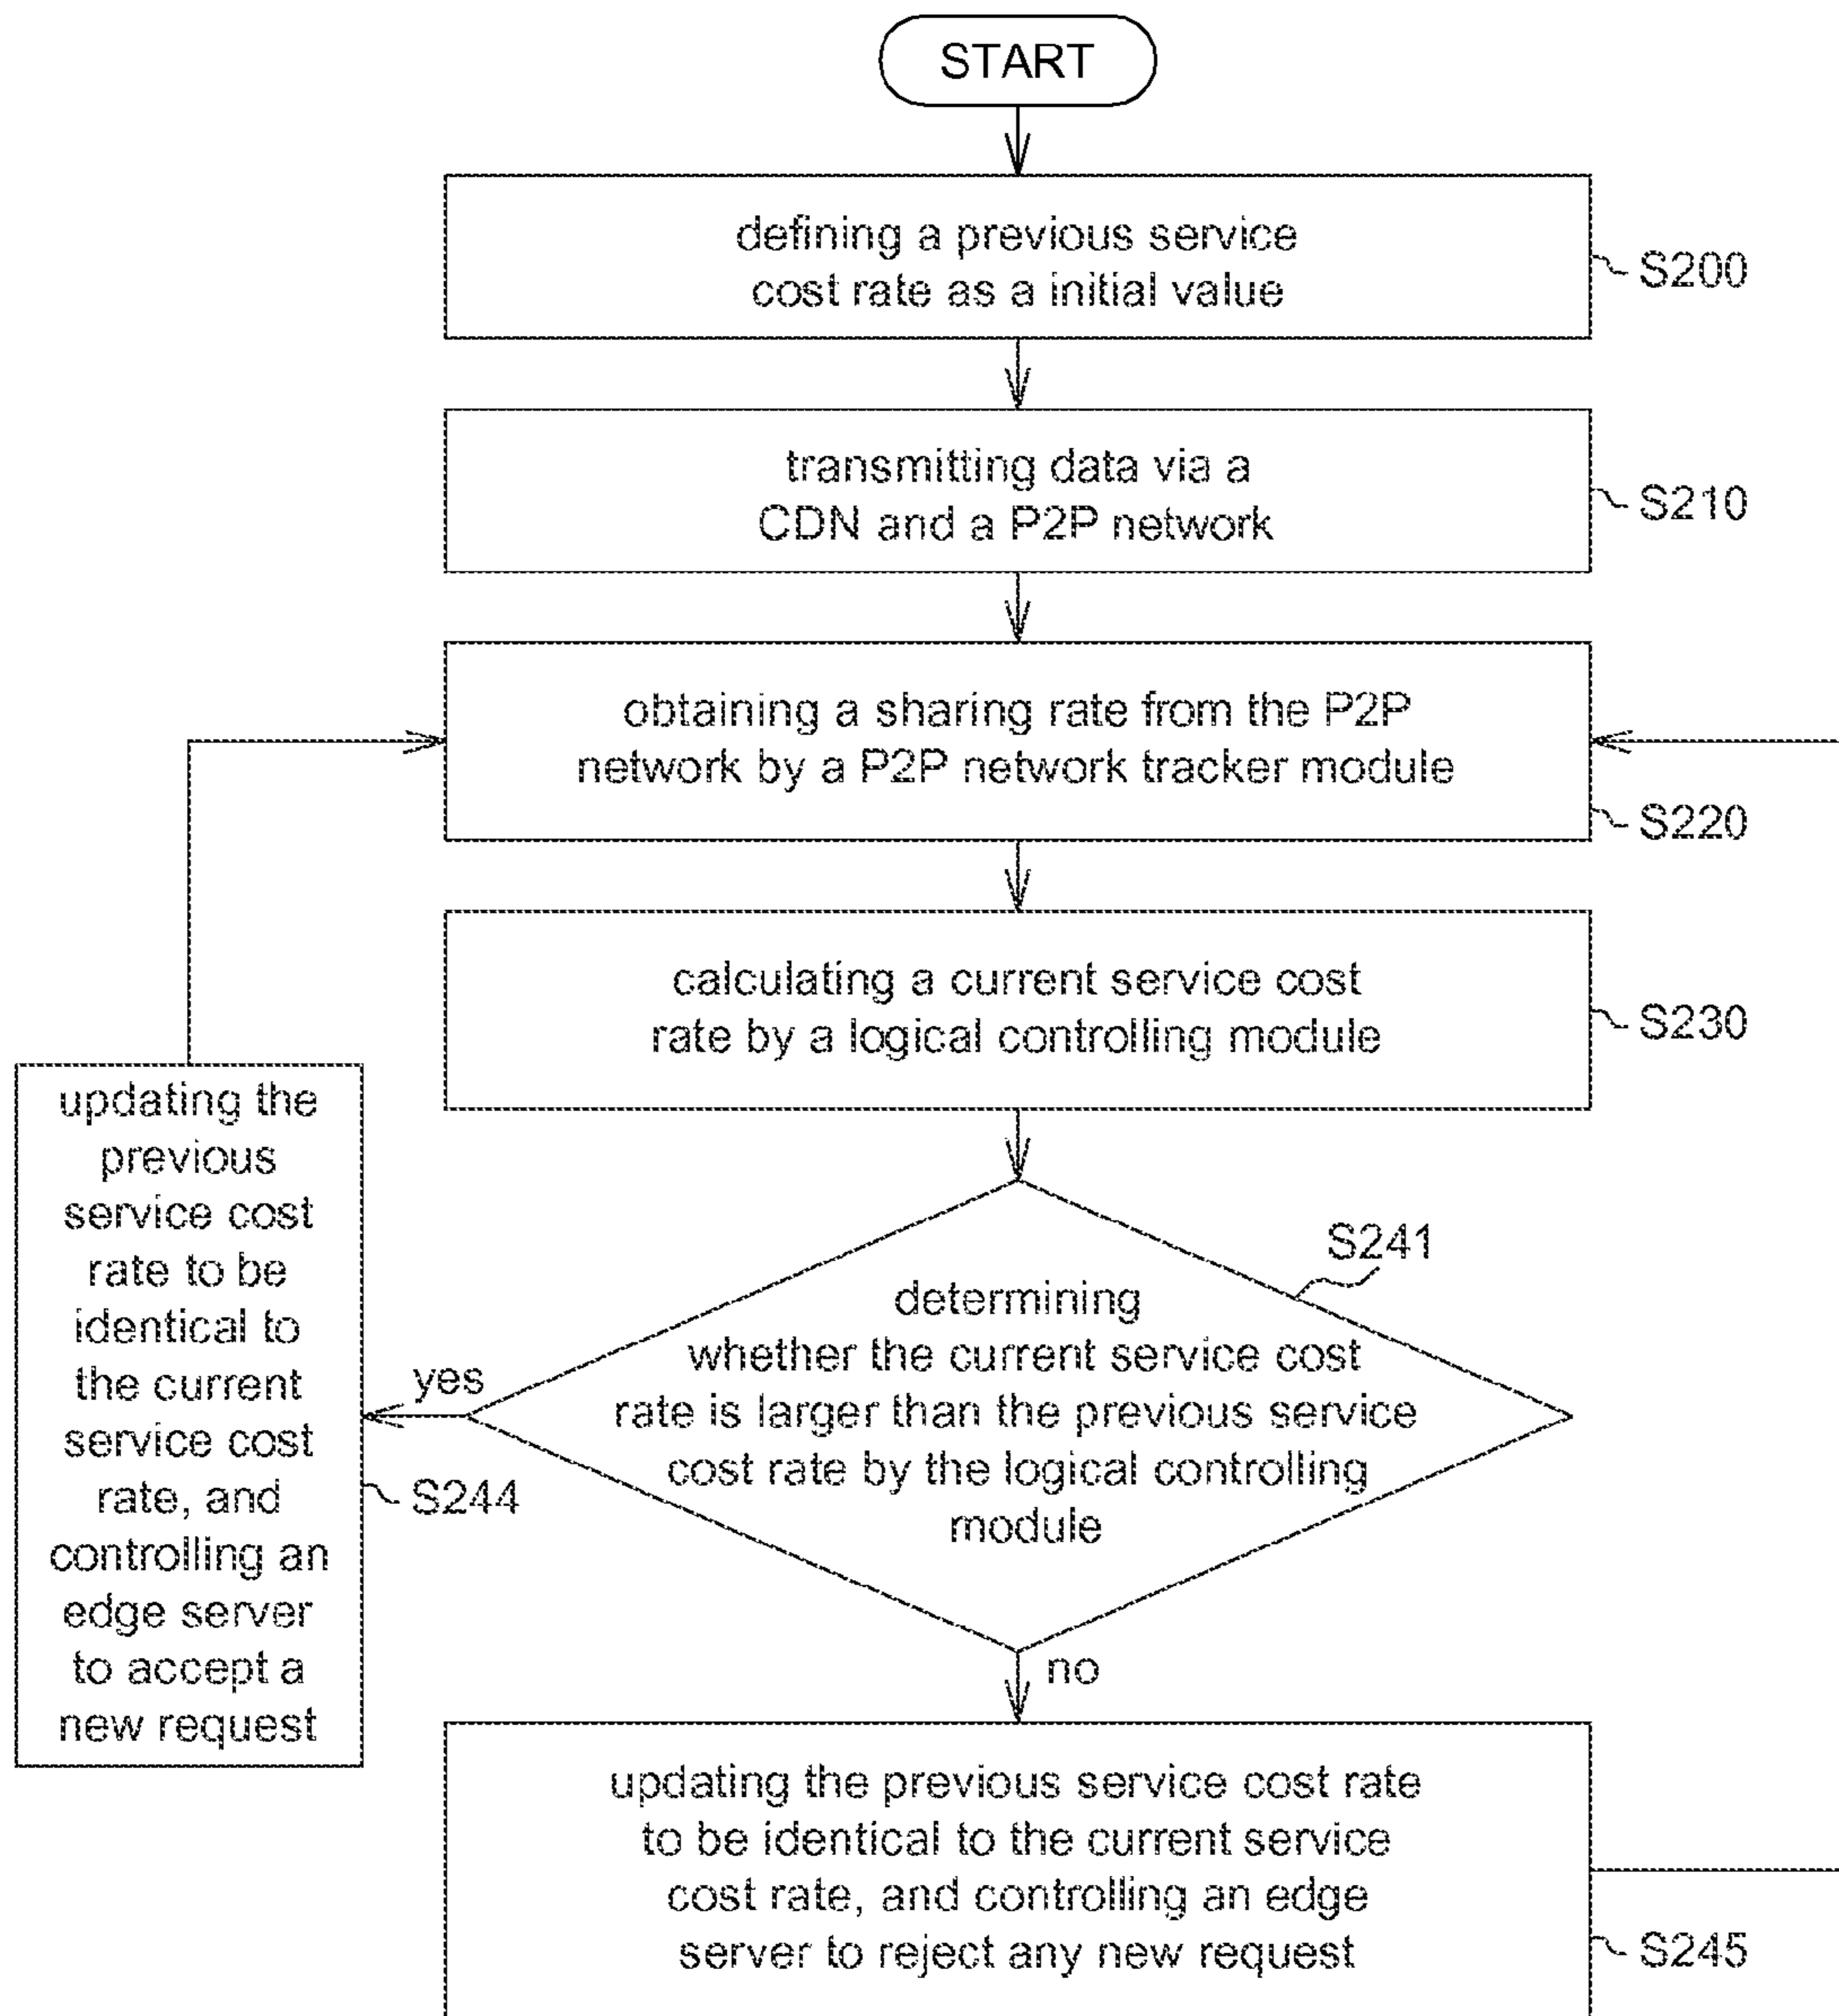 START
defining a previous service
cost rate as a initial value
S200
transmitting data via a
CDN and a P2P network
S210
obtaining a sharing rate from the P2P
network by a P2P network tracker module
S220
calculating a current service cost
rate by a logical controlling module
S230
S241
determining
whether the current service cost
rate is larger than the previous service
cost rate by the logical controlling
module
yes
updating the
previous
service cost
rate to be
identical to
the current
service cost
rate, and
controlling an
edge server
to accept a
new request
S244
no
updating the previous service cost rate
to be identical to the current service
cost rate, and controlling an edge
server to reject any new request
S245